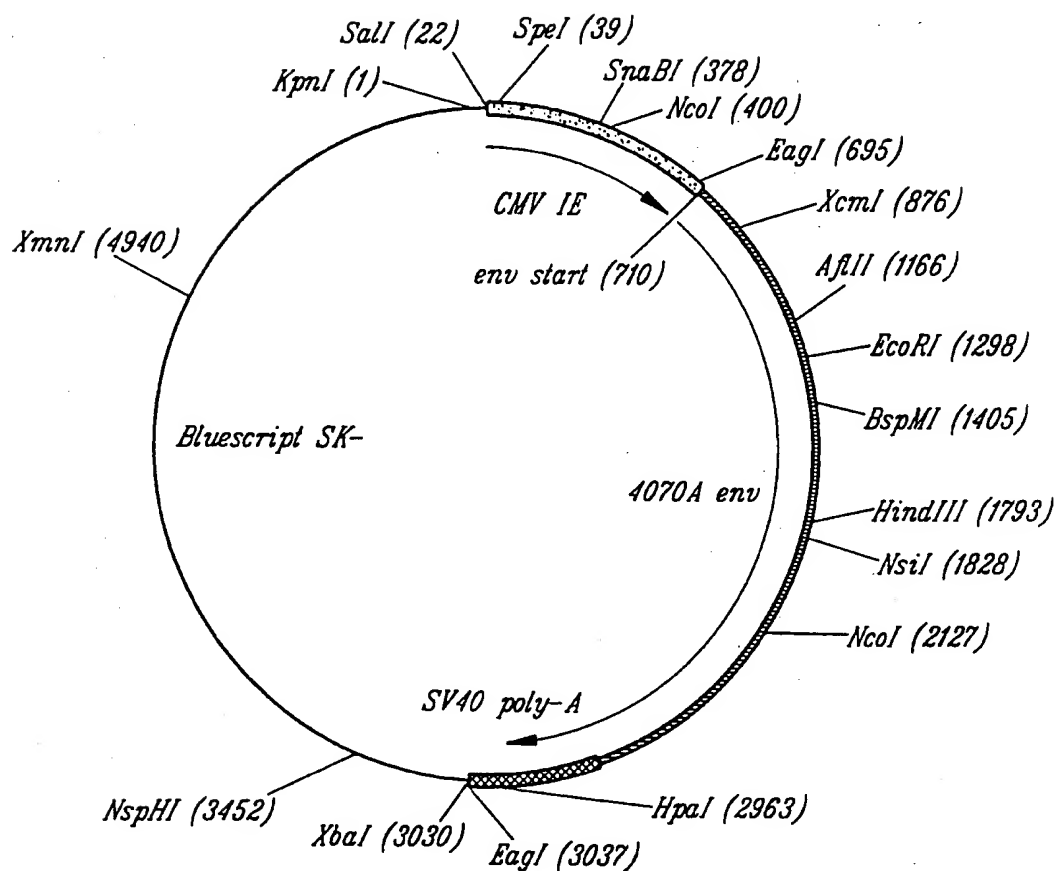 SalI (22)
SpeI (39)
KpnI (1)
SnaBI (378)
NcoI (400)
EagI (695)
XcmI (876)
CMV IE
XmnI (4940)
env start (710)
AflII (1166)
EcoRI (1298)
BspMI (1405)
Bluescript SK-
4070A env
HindIII (1793)
NsiI (1828)
NcoI (2127)
SV40 poly-A
NspHI (3452)
XbaI (3030)
EagI (3037)
HpaI (2963)